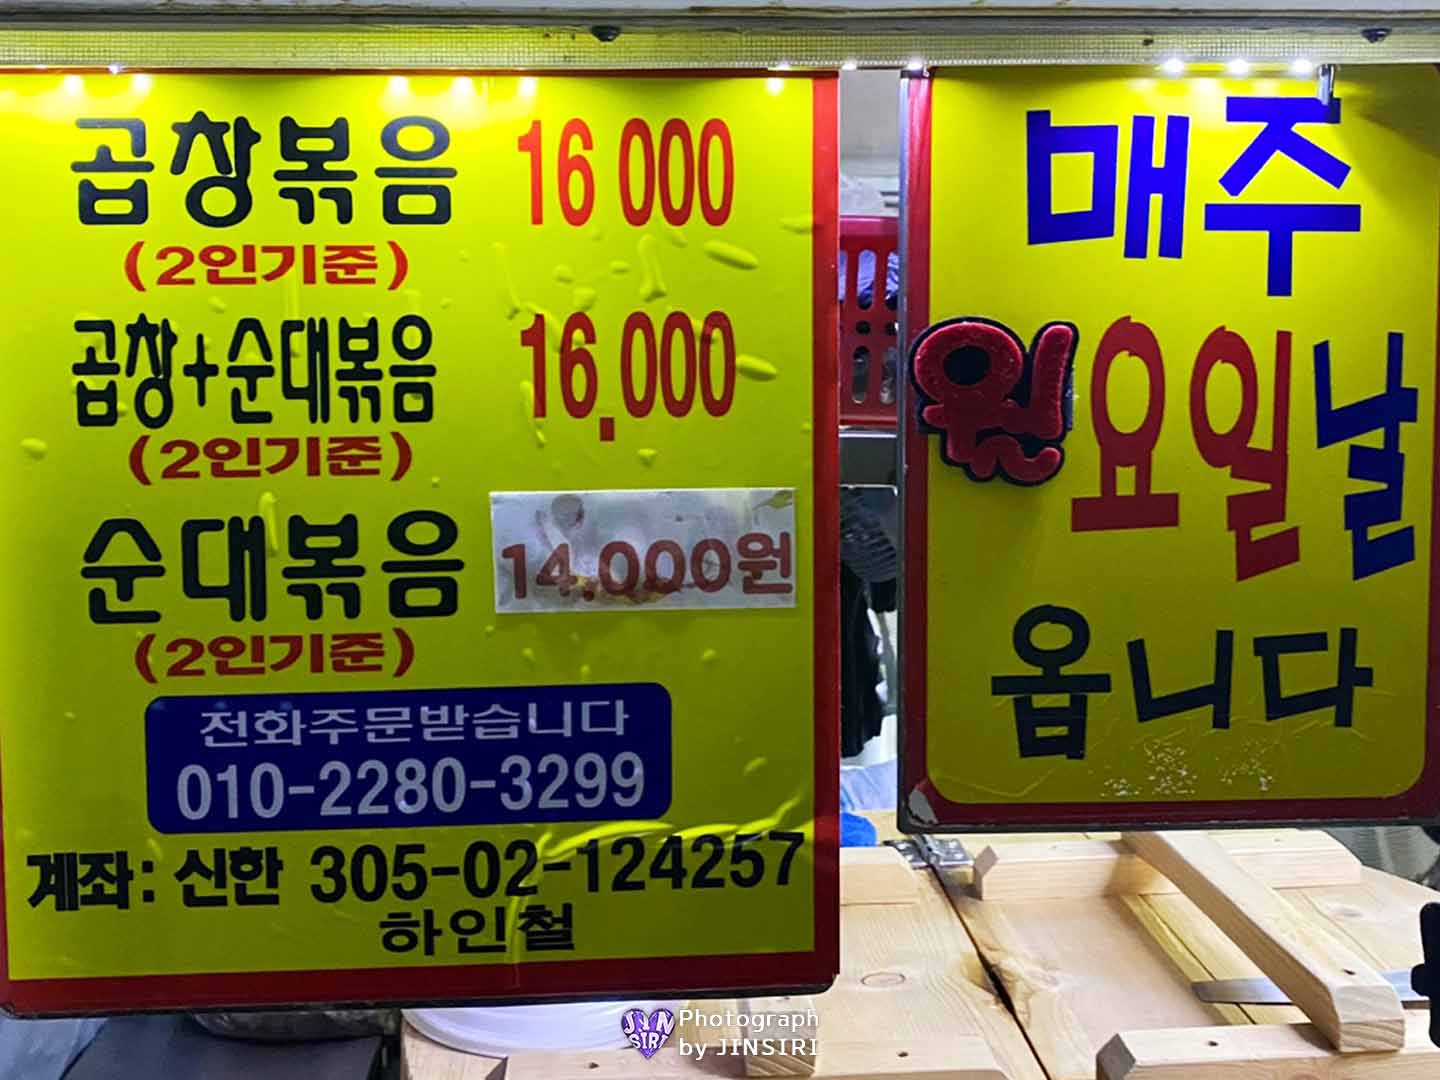 곱창볶음 16 000
(2인기준)
곱창+순대볶음 16,000
(2인기준)
순대볶음 14,000원
(2인기준)
전화주문받습니다
010-2280-3299
계좌: 신한 305-02-124257
하인철
매주
월요일날
옵니다
JIN SIRI
Photograph
by JINSIRI